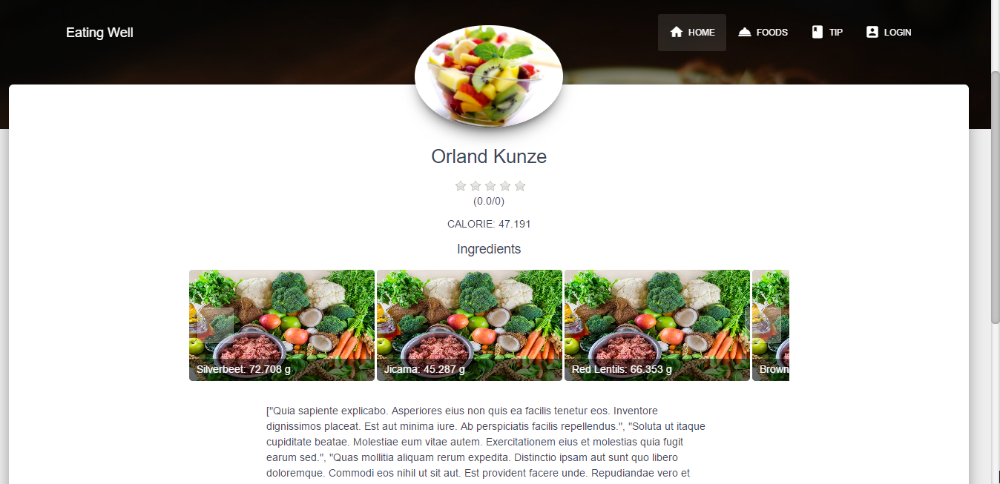 Eating Well
HOME
FOODS
TIP
LOGIN
Orland Kunze
(0.0/0)
CALORIE: 47.191
Ingredients
Silverbeet: 72.708 g
Jicama: 45.287 g
Red Lentils: 66.353 g
Brown
["Quia sapiente explicabo. Asperiores eius non quis ea facilis tenetur eos. Inventore
dignissimos placeat. Est aut minima iure. Ab perspiciatis facilis repellendus.", "Soluta ut itaque
cupiditate beatae. Molestiae eum vitae autem. Exercitationem eius et molestias quia fugit
earum sed.", "Quas mollitia aliquam rerum expedita. Distinctio ipsam aut sunt quo libero
doloremque. Commodi eos nihil ut sit aut. Est provident facere unde. Repudiandae vero et